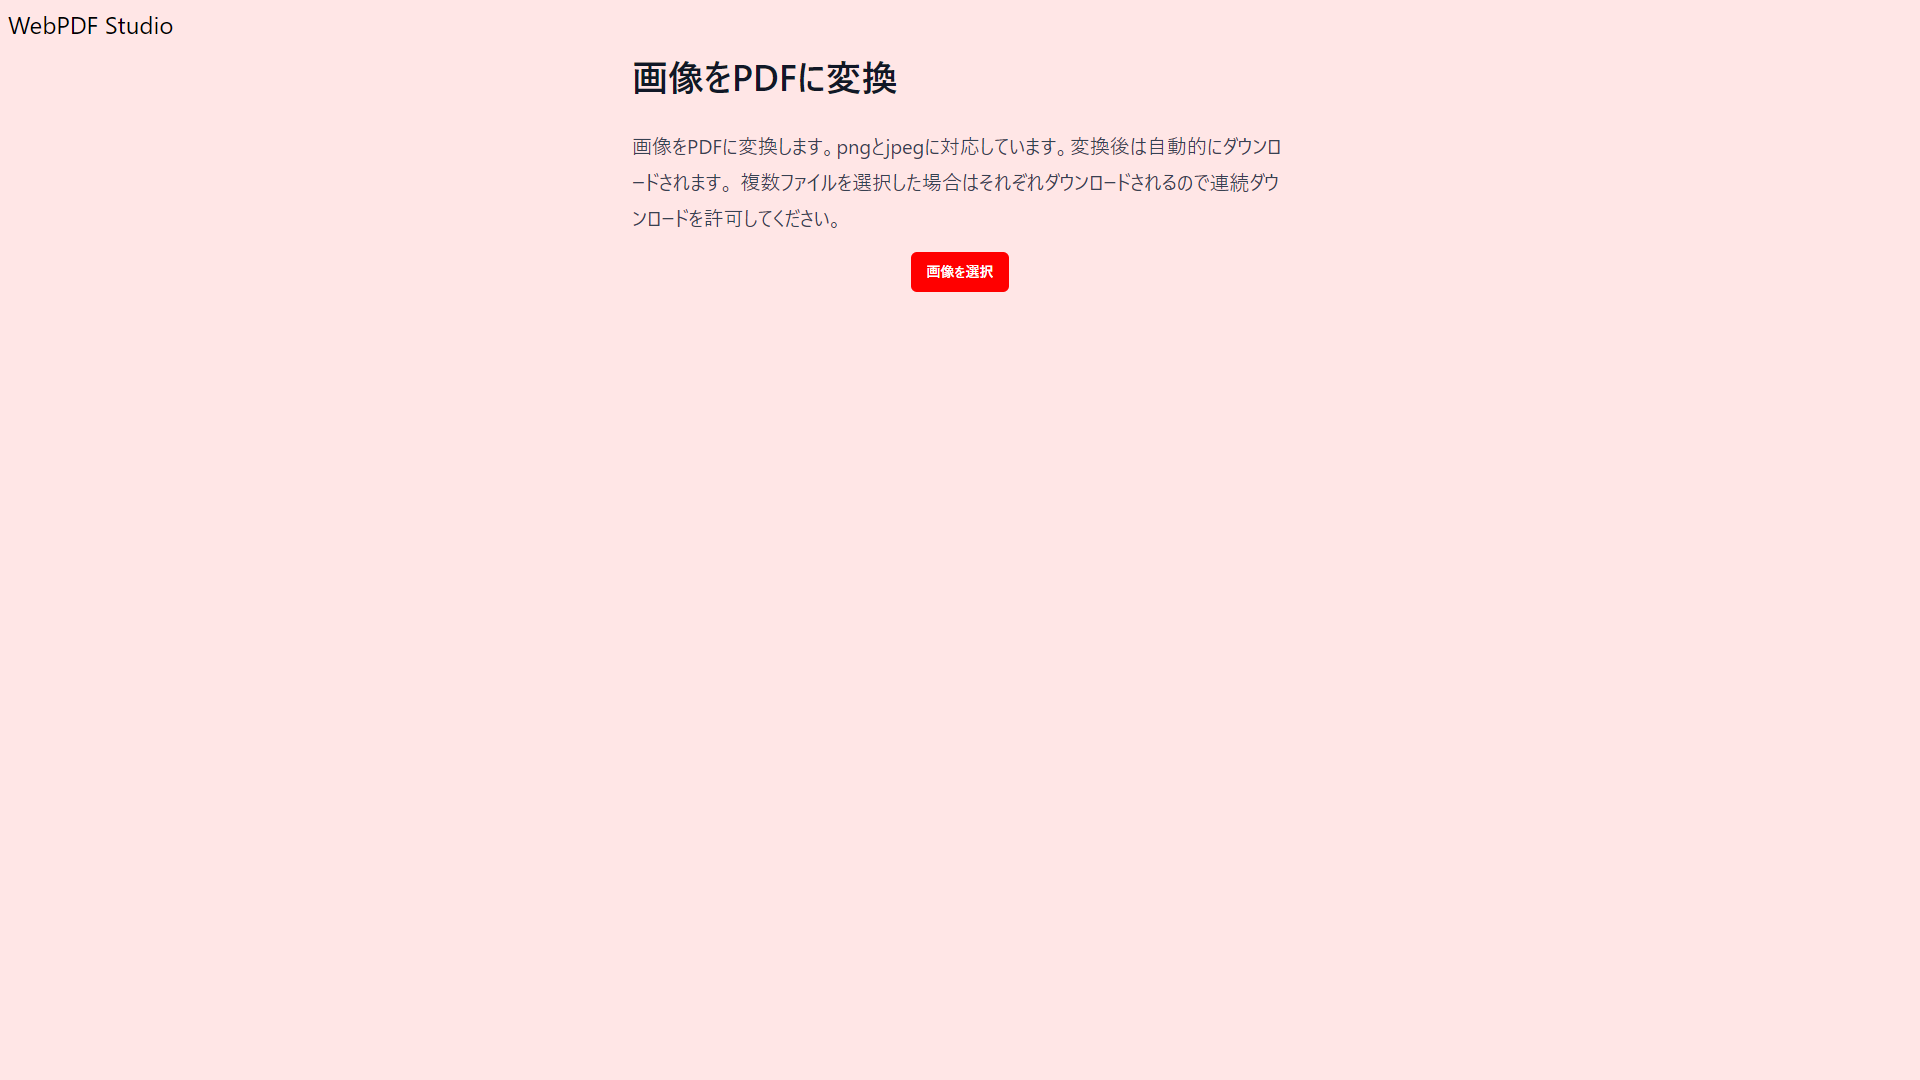 WebPDF Studio
画像をPDFに変換
画像をPDFに変換します。pngとjpegに対応しています。変換後は自動的にダウンロ
ードされます。 複数ファイルを選択した場合はそれぞれダウンロードされるので連続ダウ
ンロードを許可してください。
画像を選択